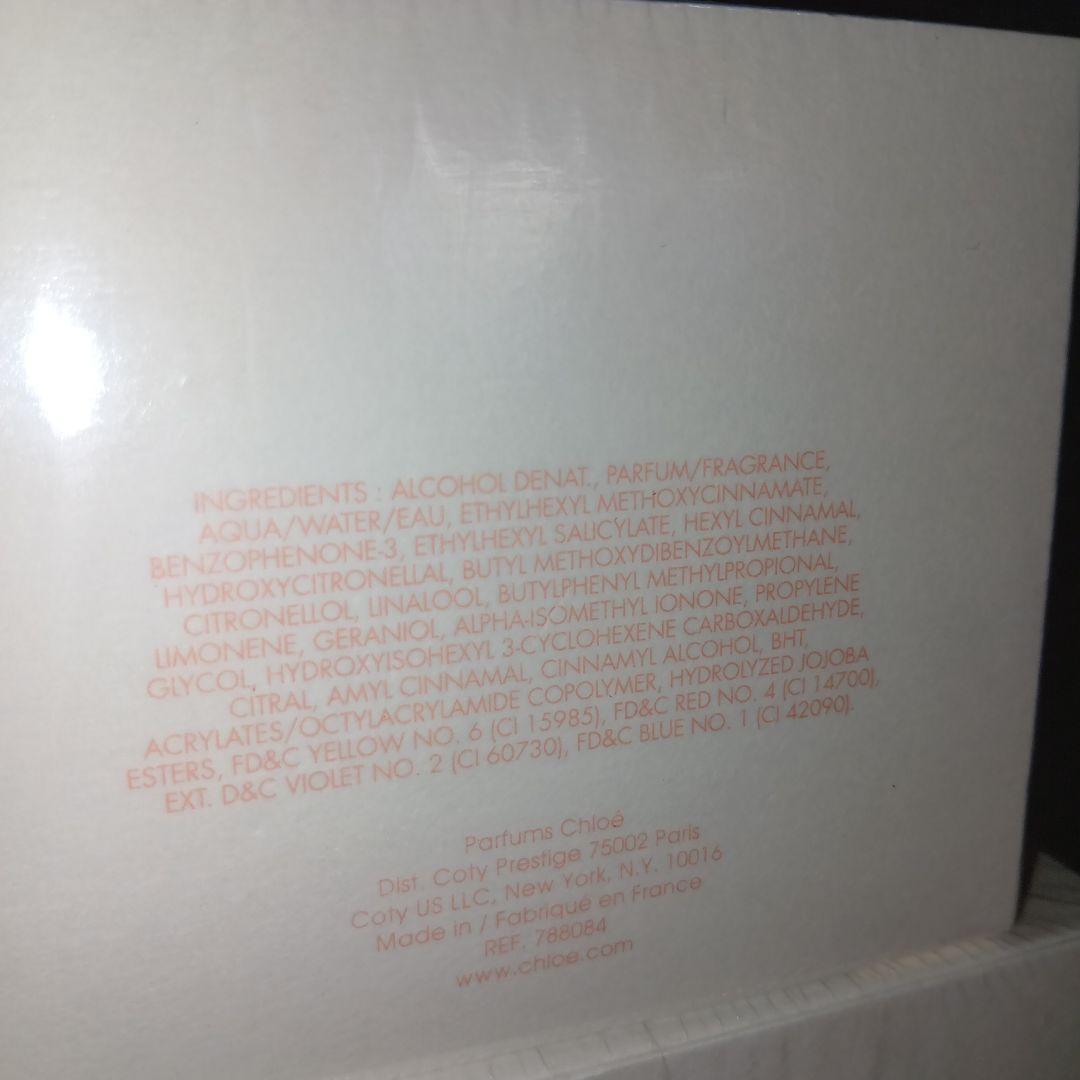 INGREDIENTS : ALCOHOL DENAT., PARFUM/FRAGRANCE,
AQUA/WATER/EAU, ETHYLHEXYL METHOXYCINNAMATE,
BENZOPHENONE-3, ETHYLHEXYL SALICYLATE, HEXYL CINNAMAL,
HYDROXYCITRONELLAL, BUTYL METHOXYDIBENZOYLMETHANE,
CITRONELLOL, LINALOOL, BUTYLPHENYL METHYLPROPIONAL,
LIMONENE, GERANIOL, ALPHA-ISOMETHYL IONONE, PROPYLENE
GLYCOL, HYDROXYISOHEXYL 3-CYCLOHEXENE CARBOXALDEHYDE,
CITRAL, AMYL CINNAMAL, CINNAMYL ALCOHOL, BHT,
ACRYLATES/OCTYLACRYLAMIDE COPOLYMER, HYDROLYZED JOJOBA
ESTERS, FD&C YELLOW NO. 6 (CI 15985), FD&C RED NO. 4 (CI 14700),
EXT. D&C VIOLET NO. 2 (CI 60730), FD&C BLUE NO. 1 (CI 42090).
Parfums Chloé
Dist. Coty Prestige 75002 Paris
Coty US LLC, New York, N.Y. 10016
Made in / Fabriqué en France
REF. 788084
www.chloe.com